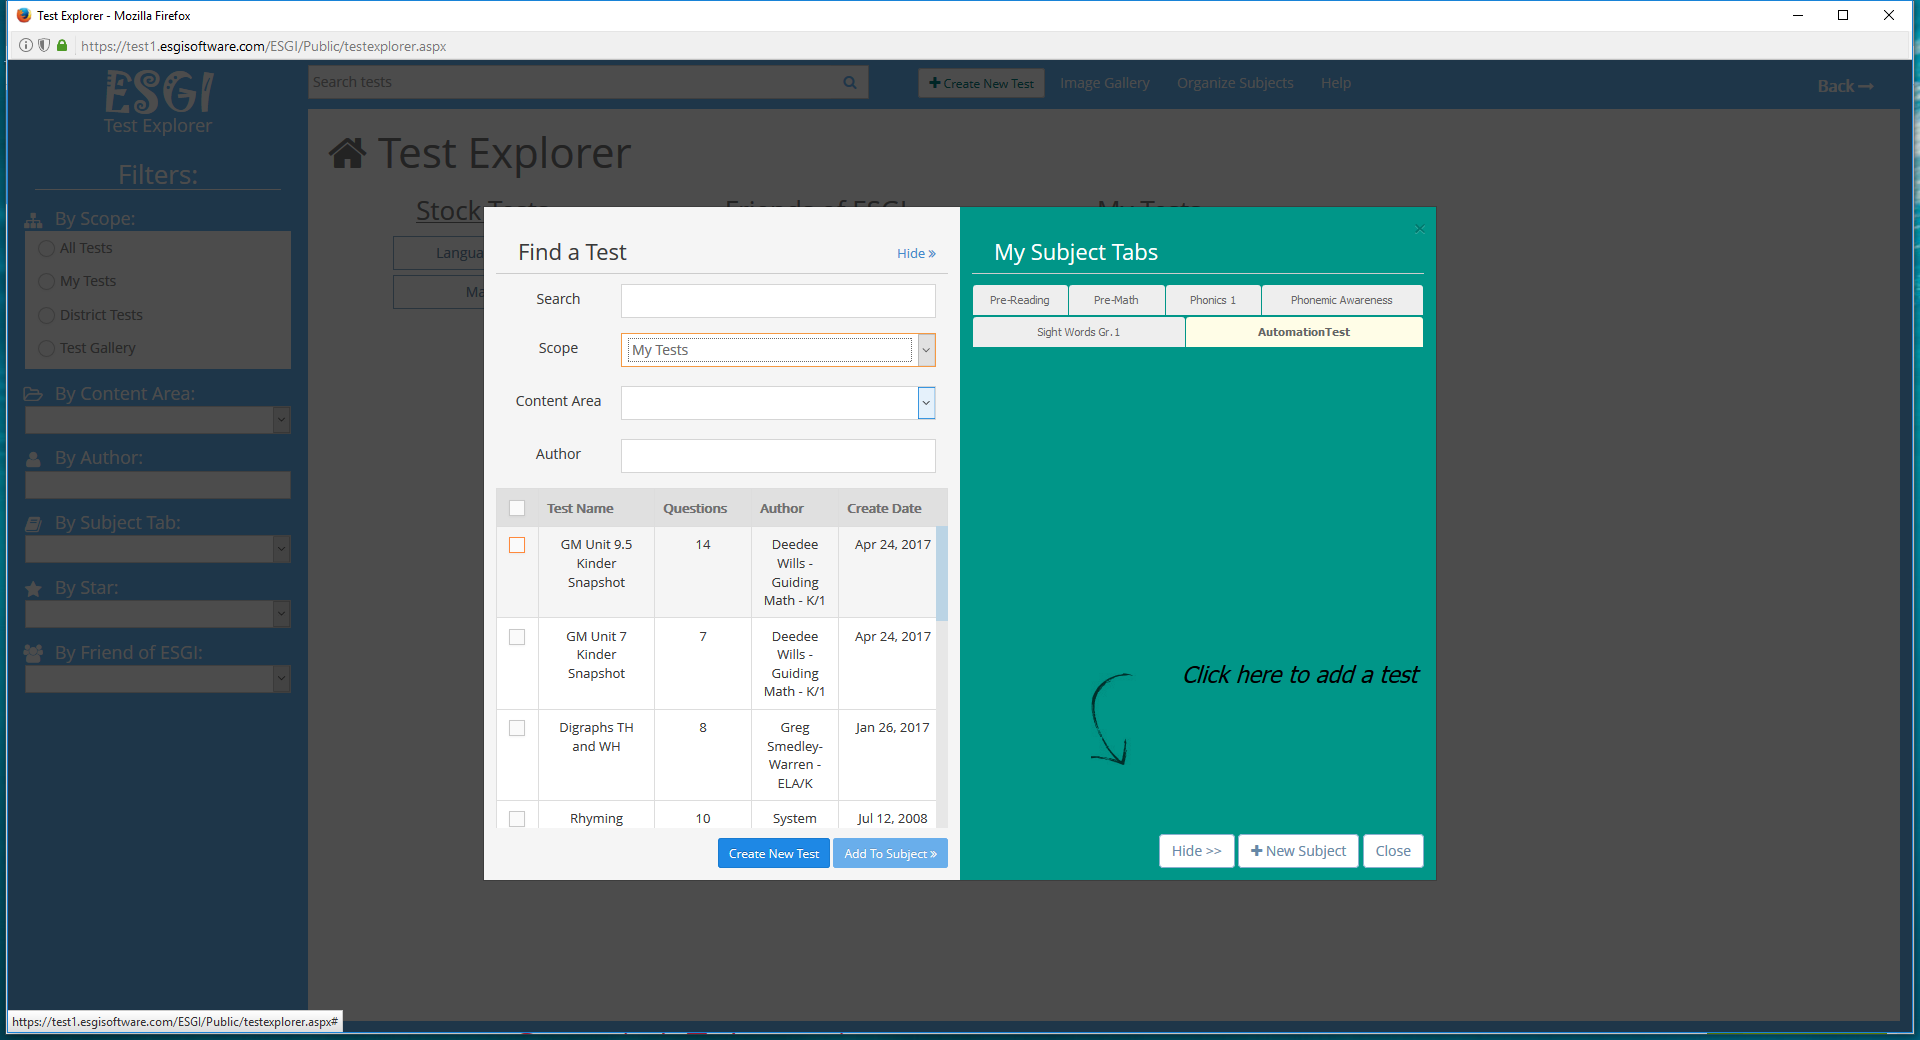 Test Explorer - Mozilla Firefox
https://test1.esgisoftware.com/ESGI/Public/testexplorer.aspx
ESGI
Test Explorer
Search tests
Create New Test
Image Gallery
Organize Subjects
Help
Back
Filters:
By Scope:
All Tests
My Tests
District Tests
Test Gallery
By Content Area:
By Author:
By Subject Tab:
By Star:
By Friend of ESGI:
Test Explorer
Stock Tests
Friends of ESGI
My Tests
Langua
Ma
Find a Test
Hide »
Search
Scope
My Tests
Content Area
Author
Test Name Questions Author Create Date
GM Unit 9.5 14 Deedee Apr 24, 2017
Kinder Wills -
Snapshot Guiding
Math - K/1
GM Unit 7 7 Deedee Apr 24, 2017
Kinder Wills -
Snapshot Guiding
Math - K/1
Digraphs TH 8 Greg Jan 26, 2017
and WH Smedley-
Warren -
ELA/K
Rhyming 10 System Jul 12, 2008
Create New Test
Add To Subject »
My Subject Tabs
×
Pre-Reading
Pre-Math
Phonics 1
Phonemic Awareness
Sight Words Gr.1
AutomationTest
Click here to add a test
Hide >>
New Subject
Close
https://test1.esgisoftware.com/ESGI/Public/testexplorer.aspx#